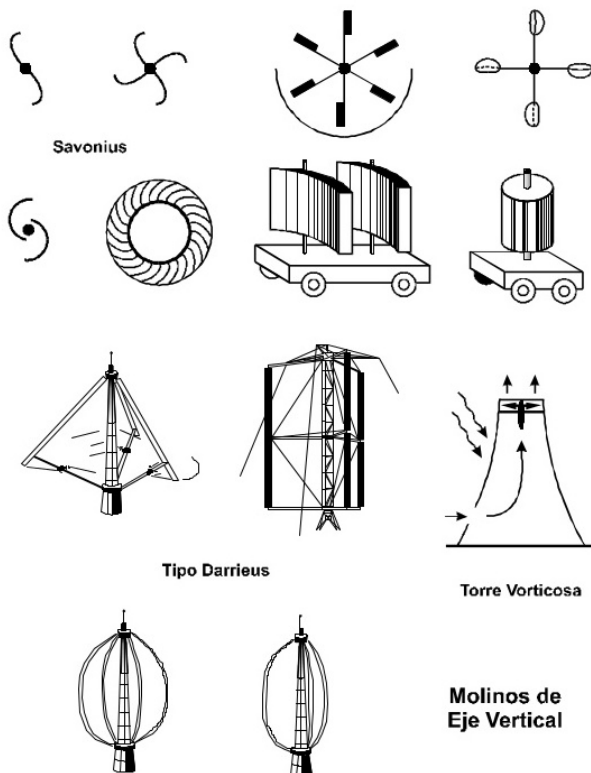 Savonius
Tipo Darrieus
Torre Vorticosa
Molinos de
Eje Vertical